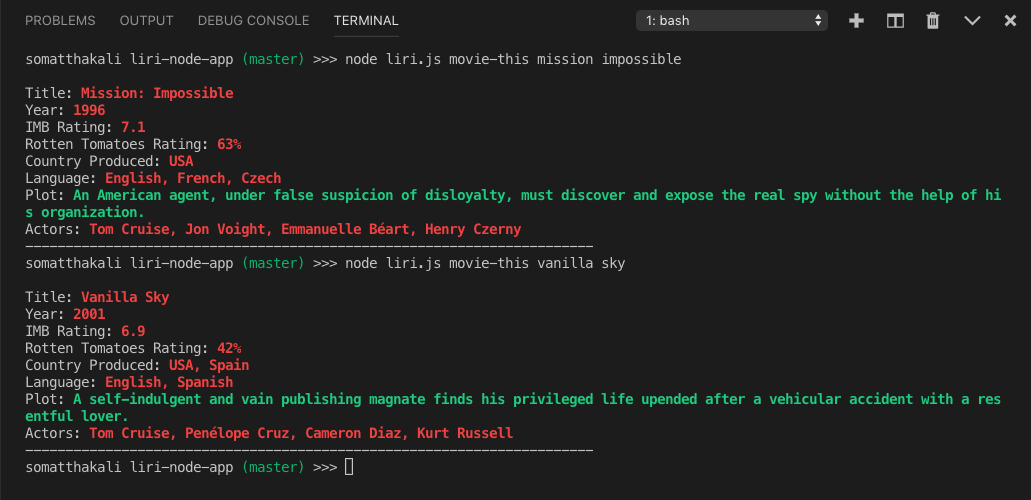 PROBLEMS OUTPUT DEBUG CONSOLE TERMINAL 1: bash
somatthakali liri-node-app (master) >>> node liri.js movie-this mission impossible
Title: Mission: Impossible
Year: 1996
IMB Rating: 7.1
Rotten Tomatoes Rating: 63%
Country Produced: USA
Language: English, French, Czech
Plot: An American agent, under false suspicion of disloyalty, must discover and expose the real spy without the help of hi
s organization.
Actors: Tom Cruise, Jon Voight, Emmanuelle Béart, Henry Czerny
-----------------------------------------------------------------------
somatthakali liri-node-app (master) >>> node liri.js movie-this vanilla sky
Title: Vanilla Sky
Year: 2001
IMB Rating: 6.9
Rotten Tomatoes Rating: 42%
Country Produced: USA, Spain
Language: English, Spanish
Plot: A self-indulgent and vain publishing magnate finds his privileged life upended after a vehicular accident with a res
entful lover.
Actors: Tom Cruise, Penélope Cruz, Cameron Diaz, Kurt Russell
-----------------------------------------------------------------------
somatthakali liri-node-app (master) >>>